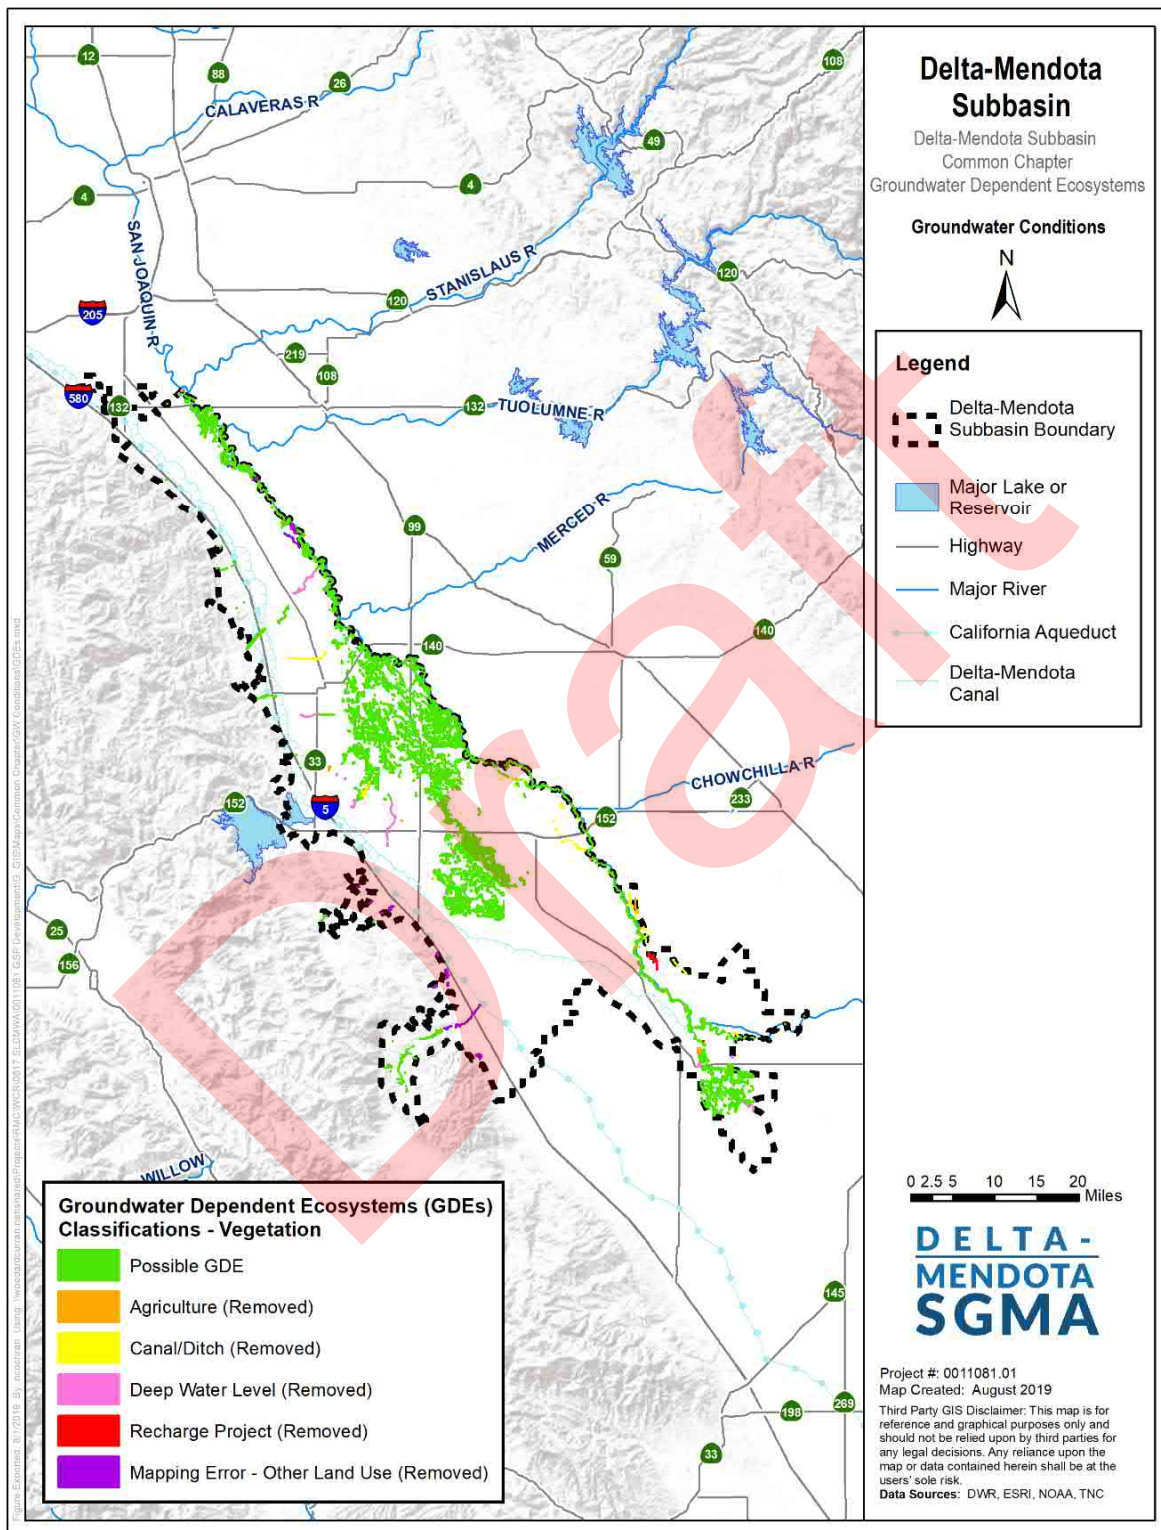 Delta-Mendota
Subbasin
Delta-Mendota Subbasin
Common Chapter
Groundwater Dependent Ecosystems
Groundwater Conditions
N
Legend
Delta-Mendota
Subbasin Boundary
Major Lake or
Reservoir
Highway
Major River
California Aqueduct
Delta-Mendota
Canal
12
88
26
108
CALAVERAS R
49
4
4
SAN JOAQUIN R
STANISLAUS R
120
120
205
219
108
580
132
132
TUOLUMNE R
99
MERCED R
59
140
140
33
CHOWCHILLA R
233
152
5
152
25
156
WILLOW
145
198
269
33
Draft
Groundwater Dependent Ecosystems (GDEs)
Classifications - Vegetation
Possible GDE
Agriculture (Removed)
Canal/Ditch (Removed)
Deep Water Level (Removed)
Recharge Project (Removed)
Mapping Error - Other Land Use (Removed)
0 2.5 5 10 15 20
Miles
DELTA-
MENDOTA
SGMA
Project #: 0011081.01
Map Created: August 2019
Third Party GIS Disclaimer: This map is for
reference and graphical purposes only and
should not be relied upon by third parties for
any legal decisions. Any reliance upon the
map or data contained herein shall be at the
users' sole risk.
Data Sources: DWR, ESRI, NOAA, TNC